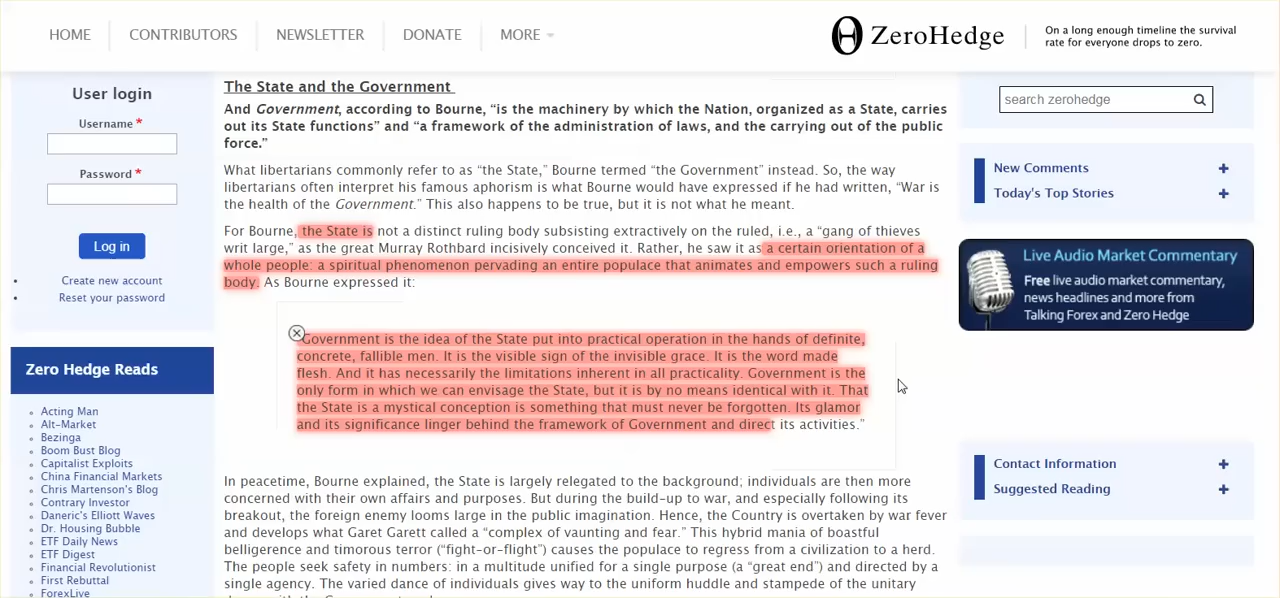 HOME
CONTRIBUTORS
NEWSLETTER
DONATE
MORE
ZeroHedge
On a long enough timeline the survival
rate for everyone drops to zero.
User login
Username *
Password *
Log in
Create new account
Reset your password
Zero Hedge Reads
Acting Man
Alt-Market
Bezinga
Boom Bust Blog
Capitalist Exploits
China Financial Markets
Chris Martenson's Blog
Contrary Investor
Daneric's Elliott Waves
Dr. Housing Bubble
ETF Daily News
ETF Digest
Financial Revolutionist
First Rebuttal
ForexLive
The State and the Government
And Government, according to Bourne, “is the machinery by which the Nation, organized as a State, carries
out its State functions” and “a framework of the administration of laws, and the carrying out of the public
force.”
What libertarians commonly refer to as “the State,” Bourne termed “the Government” instead. So, the way
libertarians often interpret his famous aphorism is what Bourne would have expressed if he had written, “War is
the health of the Government.” This also happens to be true, but it is not what he meant.
For Bourne, the State is not a distinct ruling body subsisting extractively on the ruled, i.e., a “gang of thieves
writ large,” as the great Murray Rothbard incisively conceived it. Rather, he saw it as a certain orientation of a
whole people: a spiritual phenomenon pervading an entire populace that animates and empowers such a ruling
body. As Bourne expressed it:
Government is the idea of the State put into practical operation in the hands of definite,
concrete, fallible men. It is the visible sign of the invisible grace. It is the word made
flesh. And it has necessarily the limitations inherent in all practicality. Government is the
only form in which we can envisage the State, but it is by no means identical with it. That
the State is a mystical conception is something that must never be forgotten. Its glamor
and its significance linger behind the framework of Government and direct its activities.”
In peacetime, Bourne explained, the State is largely relegated to the background; individuals are then more
concerned with their own affairs and purposes. But during the build-up to war, and especially following its
breakout, the foreign enemy looms large in the public imagination. Hence, the Country is overtaken by war fever
and develops what Garet Garett called a “complex of vaunting and fear.” This hybrid mania of boastful
belligerence and timorous terror (“fight-or-flight”) causes the populace to regress from a civilization to a herd.
The people seek safety in numbers: in a multitude unified for a single purpose (a “great end”) and directed by a
single agency. The varied dance of individuals gives way to the uniform huddle and stampede of the unitary
search zerohedge
New Comments
Today's Top Stories
Live Audio Market Commentary
Free live audio market commentary,
news headlines and more from
Talking Forex and Zero Hedge
Contact Information
Suggested Reading